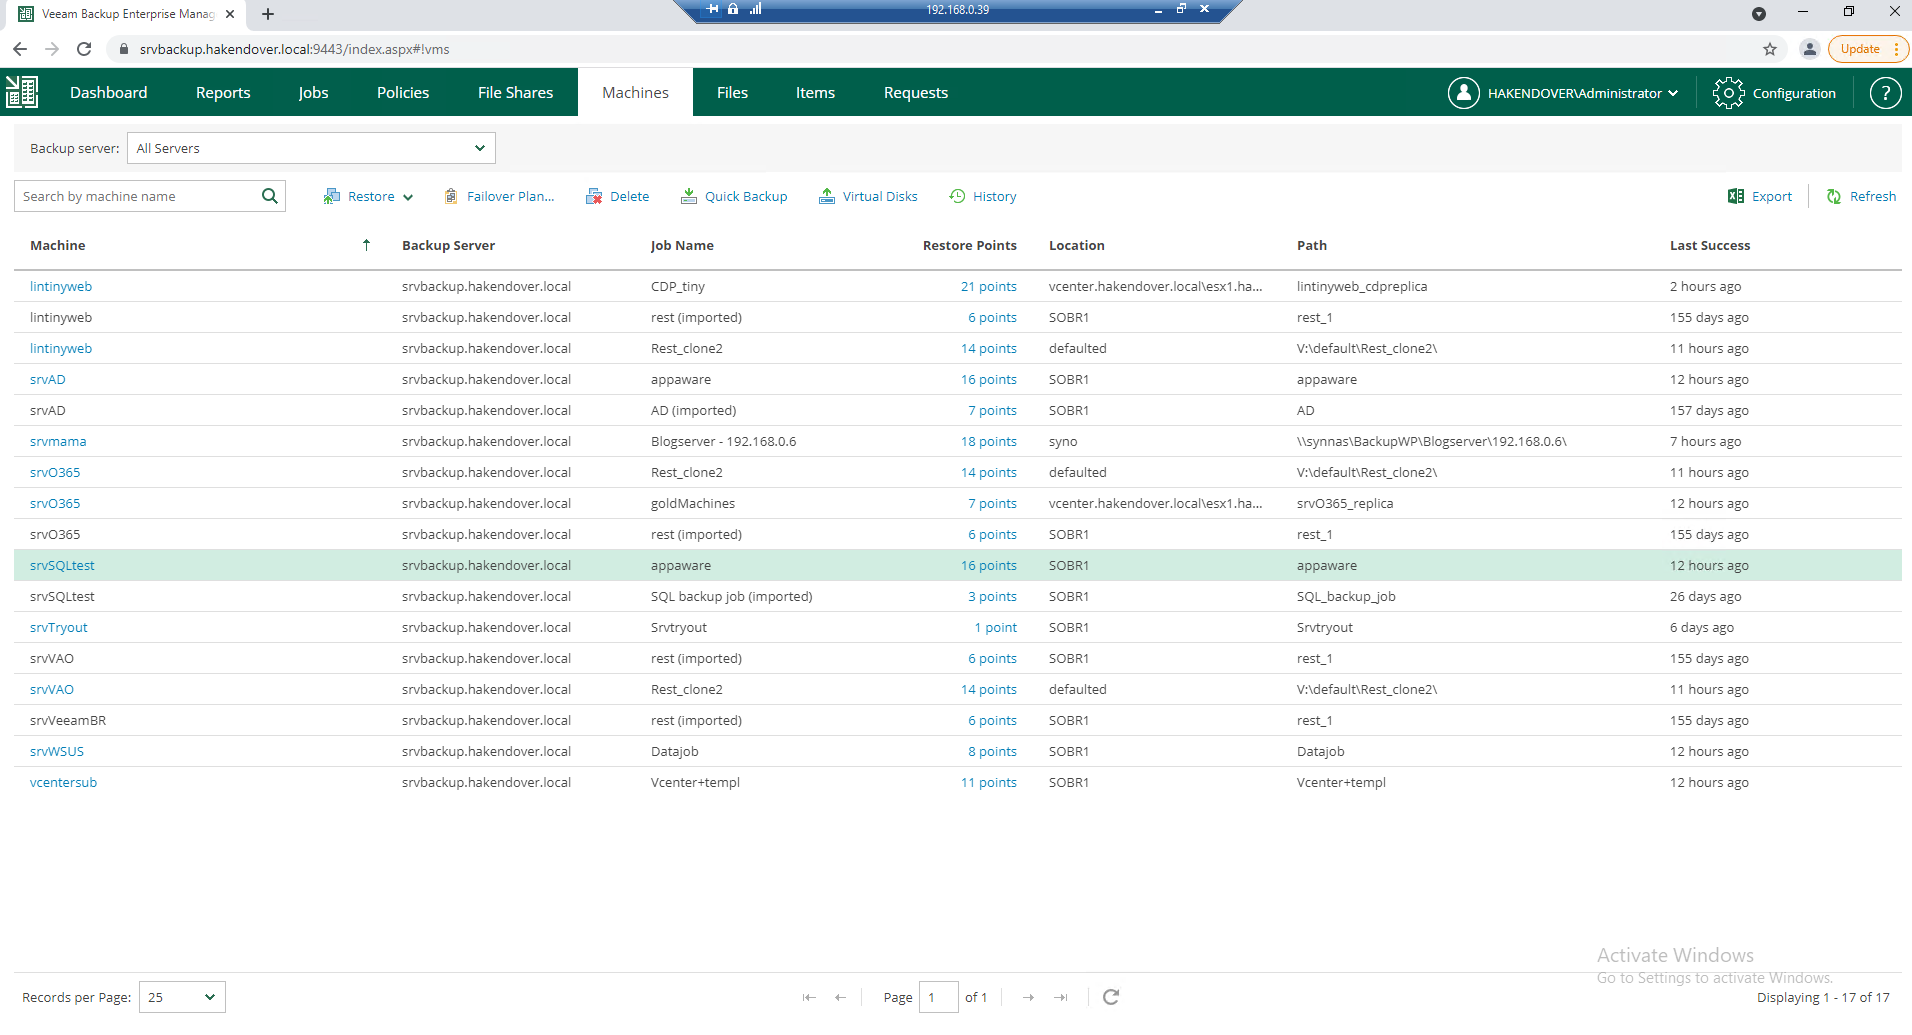 Veeam Backup Enterprise Manag
192.168.0.39
srvbackup.hakendover.local:9443/index.aspx#!vms
Update
Dashboard Reports Jobs Policies File Shares Machines Files Items Requests HAKENDOVER\Administrator Configuration ?
Backup server: All Servers
Search by machine name Restore Failover Plan... Delete Quick Backup Virtual Disks History Export Refresh
Machine Backup Server Job Name Restore Points Location Path Last Success
lintinyweb srvbackup.hakendover.local CDP_tiny 21 points vcenter.hakendover.local\esx1.ha... lintinyweb_cdpreplica 2 hours ago
lintinyweb srvbackup.hakendover.local rest (imported) 6 points SOBR1 rest_1 155 days ago
lintinyweb srvbackup.hakendover.local Rest_clone2 14 points defaulted V:\default\Rest_clone2\ 11 hours ago
srvAD srvbackup.hakendover.local appaware 16 points SOBR1 appaware 12 hours ago
srvAD srvbackup.hakendover.local AD (imported) 7 points SOBR1 AD 157 days ago
srvmama srvbackup.hakendover.local Blogserver - 192.168.0.6 18 points syno \\synnas\BackupWP\Blogserver\192.168.0.6\ 7 hours ago
srvO365 srvbackup.hakendover.local Rest_clone2 14 points defaulted V:\default\Rest_clone2\ 11 hours ago
srvO365 srvbackup.hakendover.local goldMachines 7 points vcenter.hakendover.local\esx1.ha... srvO365_replica 12 hours ago
srvO365 srvbackup.hakendover.local rest (imported) 6 points SOBR1 rest_1 155 days ago
srvSQLtest srvbackup.hakendover.local appaware 16 points SOBR1 appaware 12 hours ago
srvSQLtest srvbackup.hakendover.local SQL backup job (imported) 3 points SOBR1 SQL_backup_job 26 days ago
srvTryout srvbackup.hakendover.local Srvtryout 1 point SOBR1 Srvtryout 6 days ago
srvVAO srvbackup.hakendover.local rest (imported) 6 points SOBR1 rest_1 155 days ago
srvVAO srvbackup.hakendover.local Rest_clone2 14 points defaulted V:\default\Rest_clone2\ 11 hours ago
srvVeeamBR srvbackup.hakendover.local rest (imported) 6 points SOBR1 rest_1 155 days ago
srvWSUS srvbackup.hakendover.local Datajob 8 points SOBR1 Datajob 12 hours ago
vcentersub srvbackup.hakendover.local Vcenter+templ 11 points SOBR1 Vcenter+templ 12 hours ago
Activate Windows
Go to Settings to activate Windows.
Records per Page: 25 Page 1 of 1 Displaying 1 - 17 of 17